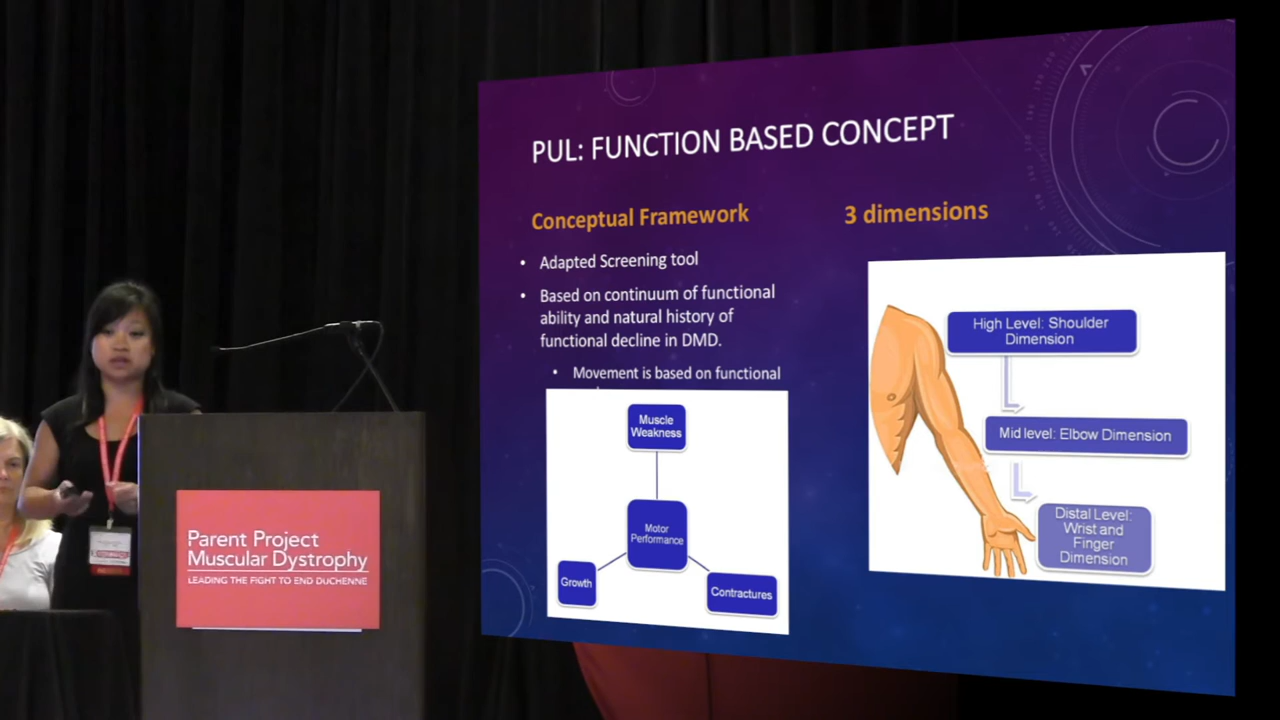 PUL: FUNCTION BASED CONCEPT
Conceptual Framework
• Adapted Screening tool
• Based on continuum of functional
ability and natural history of
functional decline in DMD.
• Movement is based on functional
Muscle
Weakness
Motor
Performance
Growth
Contractures
3 dimensions
High Level: Shoulder
Dimension
Mid level: Elbow Dimension
Distal Level:
Wrist and
Finger
Dimension
Parent Project
Muscular Dystrophy
LEADING THE FIGHT TO END DUCHENNE